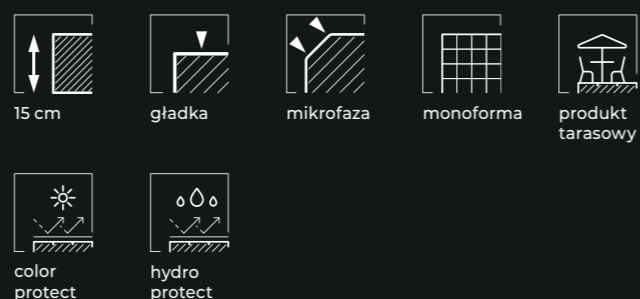 15 cm
gładka
mikrofaza
monoforma
produkt
tarasowy
color
protect
hydro
protect